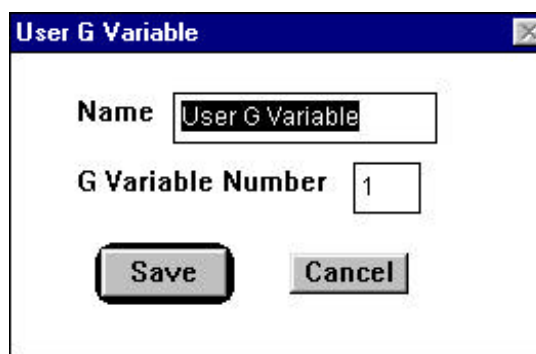 User G Variable
Name User G Variable
G Variable Number 1
Save Cancel